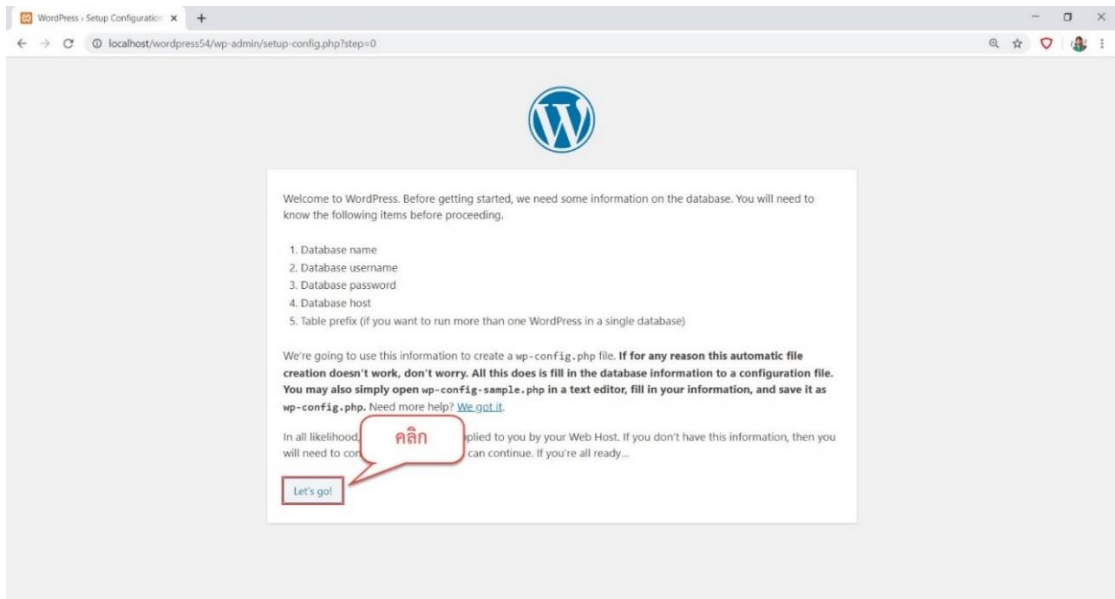 WordPress › Setup Configuration
localhost/wordpress54/wp-admin/setup-config.php?step=0
Welcome to WordPress. Before getting started, we need some information on the database. You will need to
know the following items before proceeding.
1. Database name
2. Database username
3. Database password
4. Database host
5. Table prefix (if you want to run more than one WordPress in a single database)
We're going to use this information to create a wp-config.php file. If for any reason this automatic file
creation doesn't work, don't worry. All this does is fill in the database information to a configuration file.
You may also simply open wp-config-sample.php in a text editor, fill in your information, and save it as
wp-config.php. Need more help? We got it.
In all likelihood, plied to you by your Web Host. If you don't have this information, then you
will need to can continue. If you're all ready...
คลิก
Let's go!